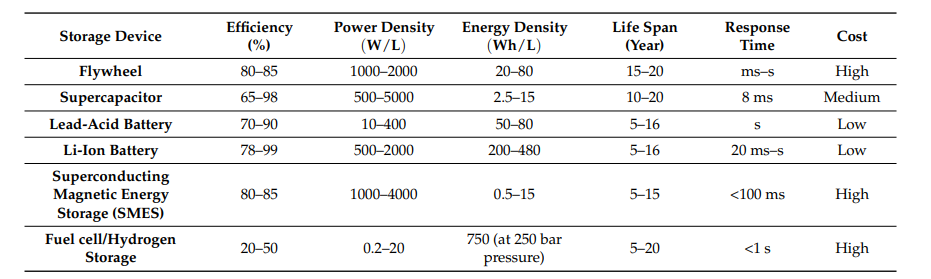 Storage Device Efficiency (%) Power Density (W/L) Energy Density (Wh/L) Life Span (Year) Response Time Cost
Flywheel 80–85 1000–2000 20–80 15–20 ms–s High
Supercapacitor 65–98 500–5000 2.5–15 10–20 8 ms Medium
Lead-Acid Battery 70–90 10–400 50–80 5–16 s Low
Li-Ion Battery 78–99 500–2000 200–480 5–16 20 ms–s Low
Superconducting Magnetic Energy Storage (SMES) 80–85 1000–4000 0.5–15 5–15 <100 ms High
Fuel cell/Hydrogen Storage 20–50 0.2–20 750 (at 250 bar pressure) 5–20 <1 s High